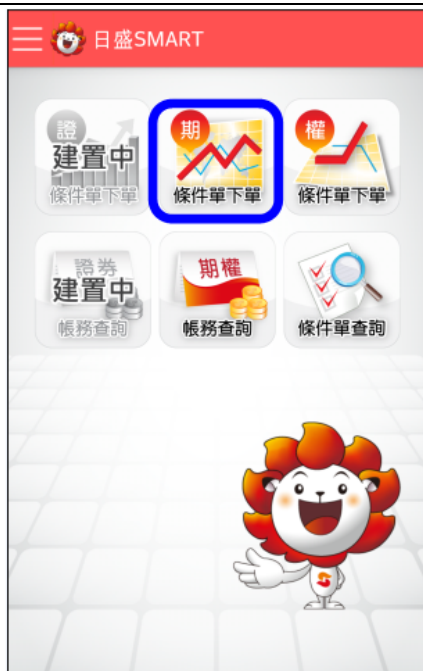 日盛SMART
證
建置中
條件單下單
期
條件單下單
權
條件單下單
證券
建置中
帳務查詢
期權
帳務查詢
條件單查詢